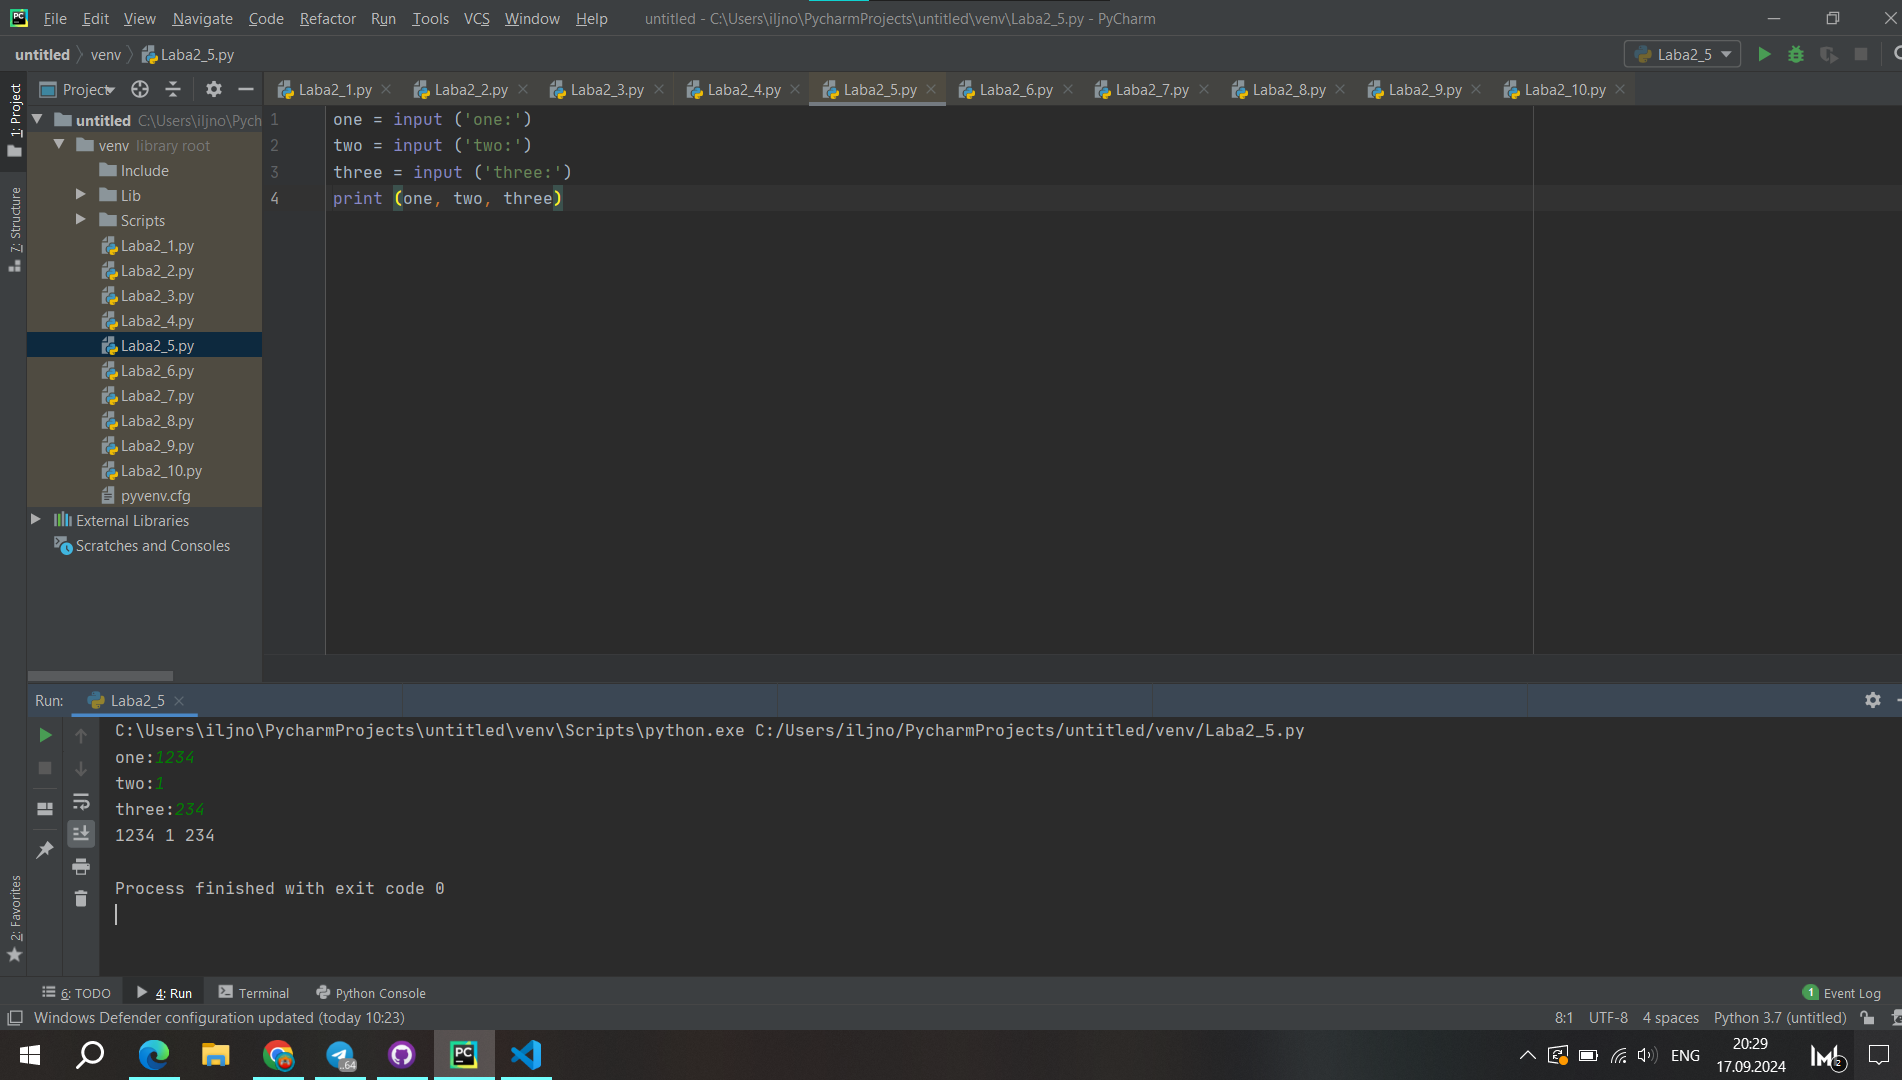 File Edit View Navigate Code Refactor Run Tools VCS Window Help untitled - C:\Users\iljno\PycharmProjects\untitled\venv\Laba2_5.py - PyCharm
untitled venv Laba2_5.py Laba2_5
Project Laba2_1.py Laba2_2.py Laba2_3.py Laba2_4.py Laba2_5.py Laba2_6.py Laba2_7.py Laba2_8.py Laba2_9.py Laba2_10.py
1: Project
7: Structure
2: Favorites
untitled C:\Users\iljno\Pych
venv library root
Include
Lib
Scripts
Laba2_1.py
Laba2_2.py
Laba2_3.py
Laba2_4.py
Laba2_5.py
Laba2_6.py
Laba2_7.py
Laba2_8.py
Laba2_9.py
Laba2_10.py
pyvenv.cfg
External Libraries
Scratches and Consoles
1 one = input ('one:')
2 two = input ('two:')
3 three = input ('three:')
4 print (one, two, three)
Run: Laba2_5
C:\Users\iljno\PycharmProjects\untitled\venv\Scripts\python.exe C:/Users/iljno/PycharmProjects/untitled/venv/Laba2_5.py
one:1234
two:1
three:234
1234 1 234
Process finished with exit code 0
6: TODO 4: Run Terminal Python Console 1 Event Log
Windows Defender configuration updated (today 10:23) 8:1 UTF-8 4 spaces Python 3.7 (untitled)
PC ..64 ENG 20:29 2
17.09.2024